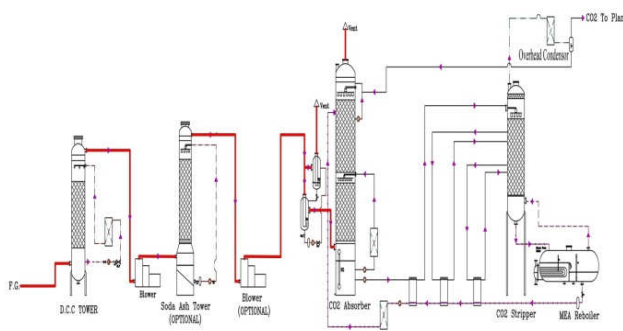 CO2 To Plan
Overhead Condensor
Vent
Vent
F.G.
D.C.C TOWER
Blower
Soda Ash Tower
(OPTIONAL)
Blower
(OPTIONAL)
CO2 Absorber
CO2 Stripper
MEA Reboiler